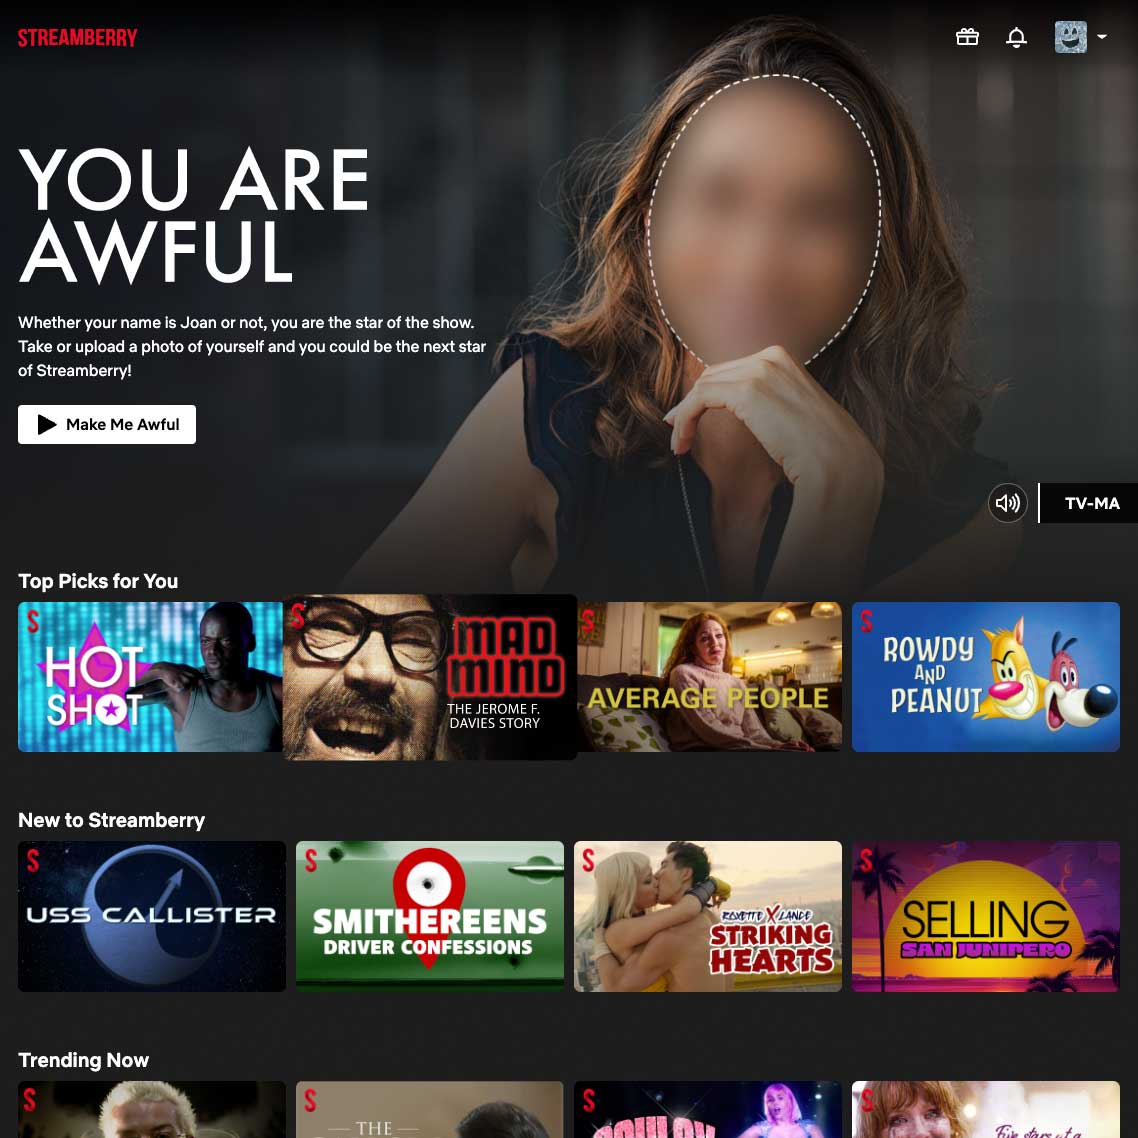 STREAMBERRY
YOU ARE
AWFUL
Whether your name is Joan or not, you are the star of the show.
Take or upload a photo of yourself and you could be the next star
of Streamberry!
Make Me Awful
TV-MA
Top Picks for You
S
HOT
SHOT
S
MAD
MIND
THE JEROME F.
DAVIES STORY
S
AVERAGE PEOPLE
S
ROWDY
AND
PEANUT
New to Streamberry
S
USS CALLISTER
S
SMITHEREENS
DRIVER CONFESSIONS
S
ROXETTE X LANCE
STRIKING
HEARTS
S
SELLING
SAN JUNIPERO
Trending Now
S
S
THE
S
S
Five stars at a